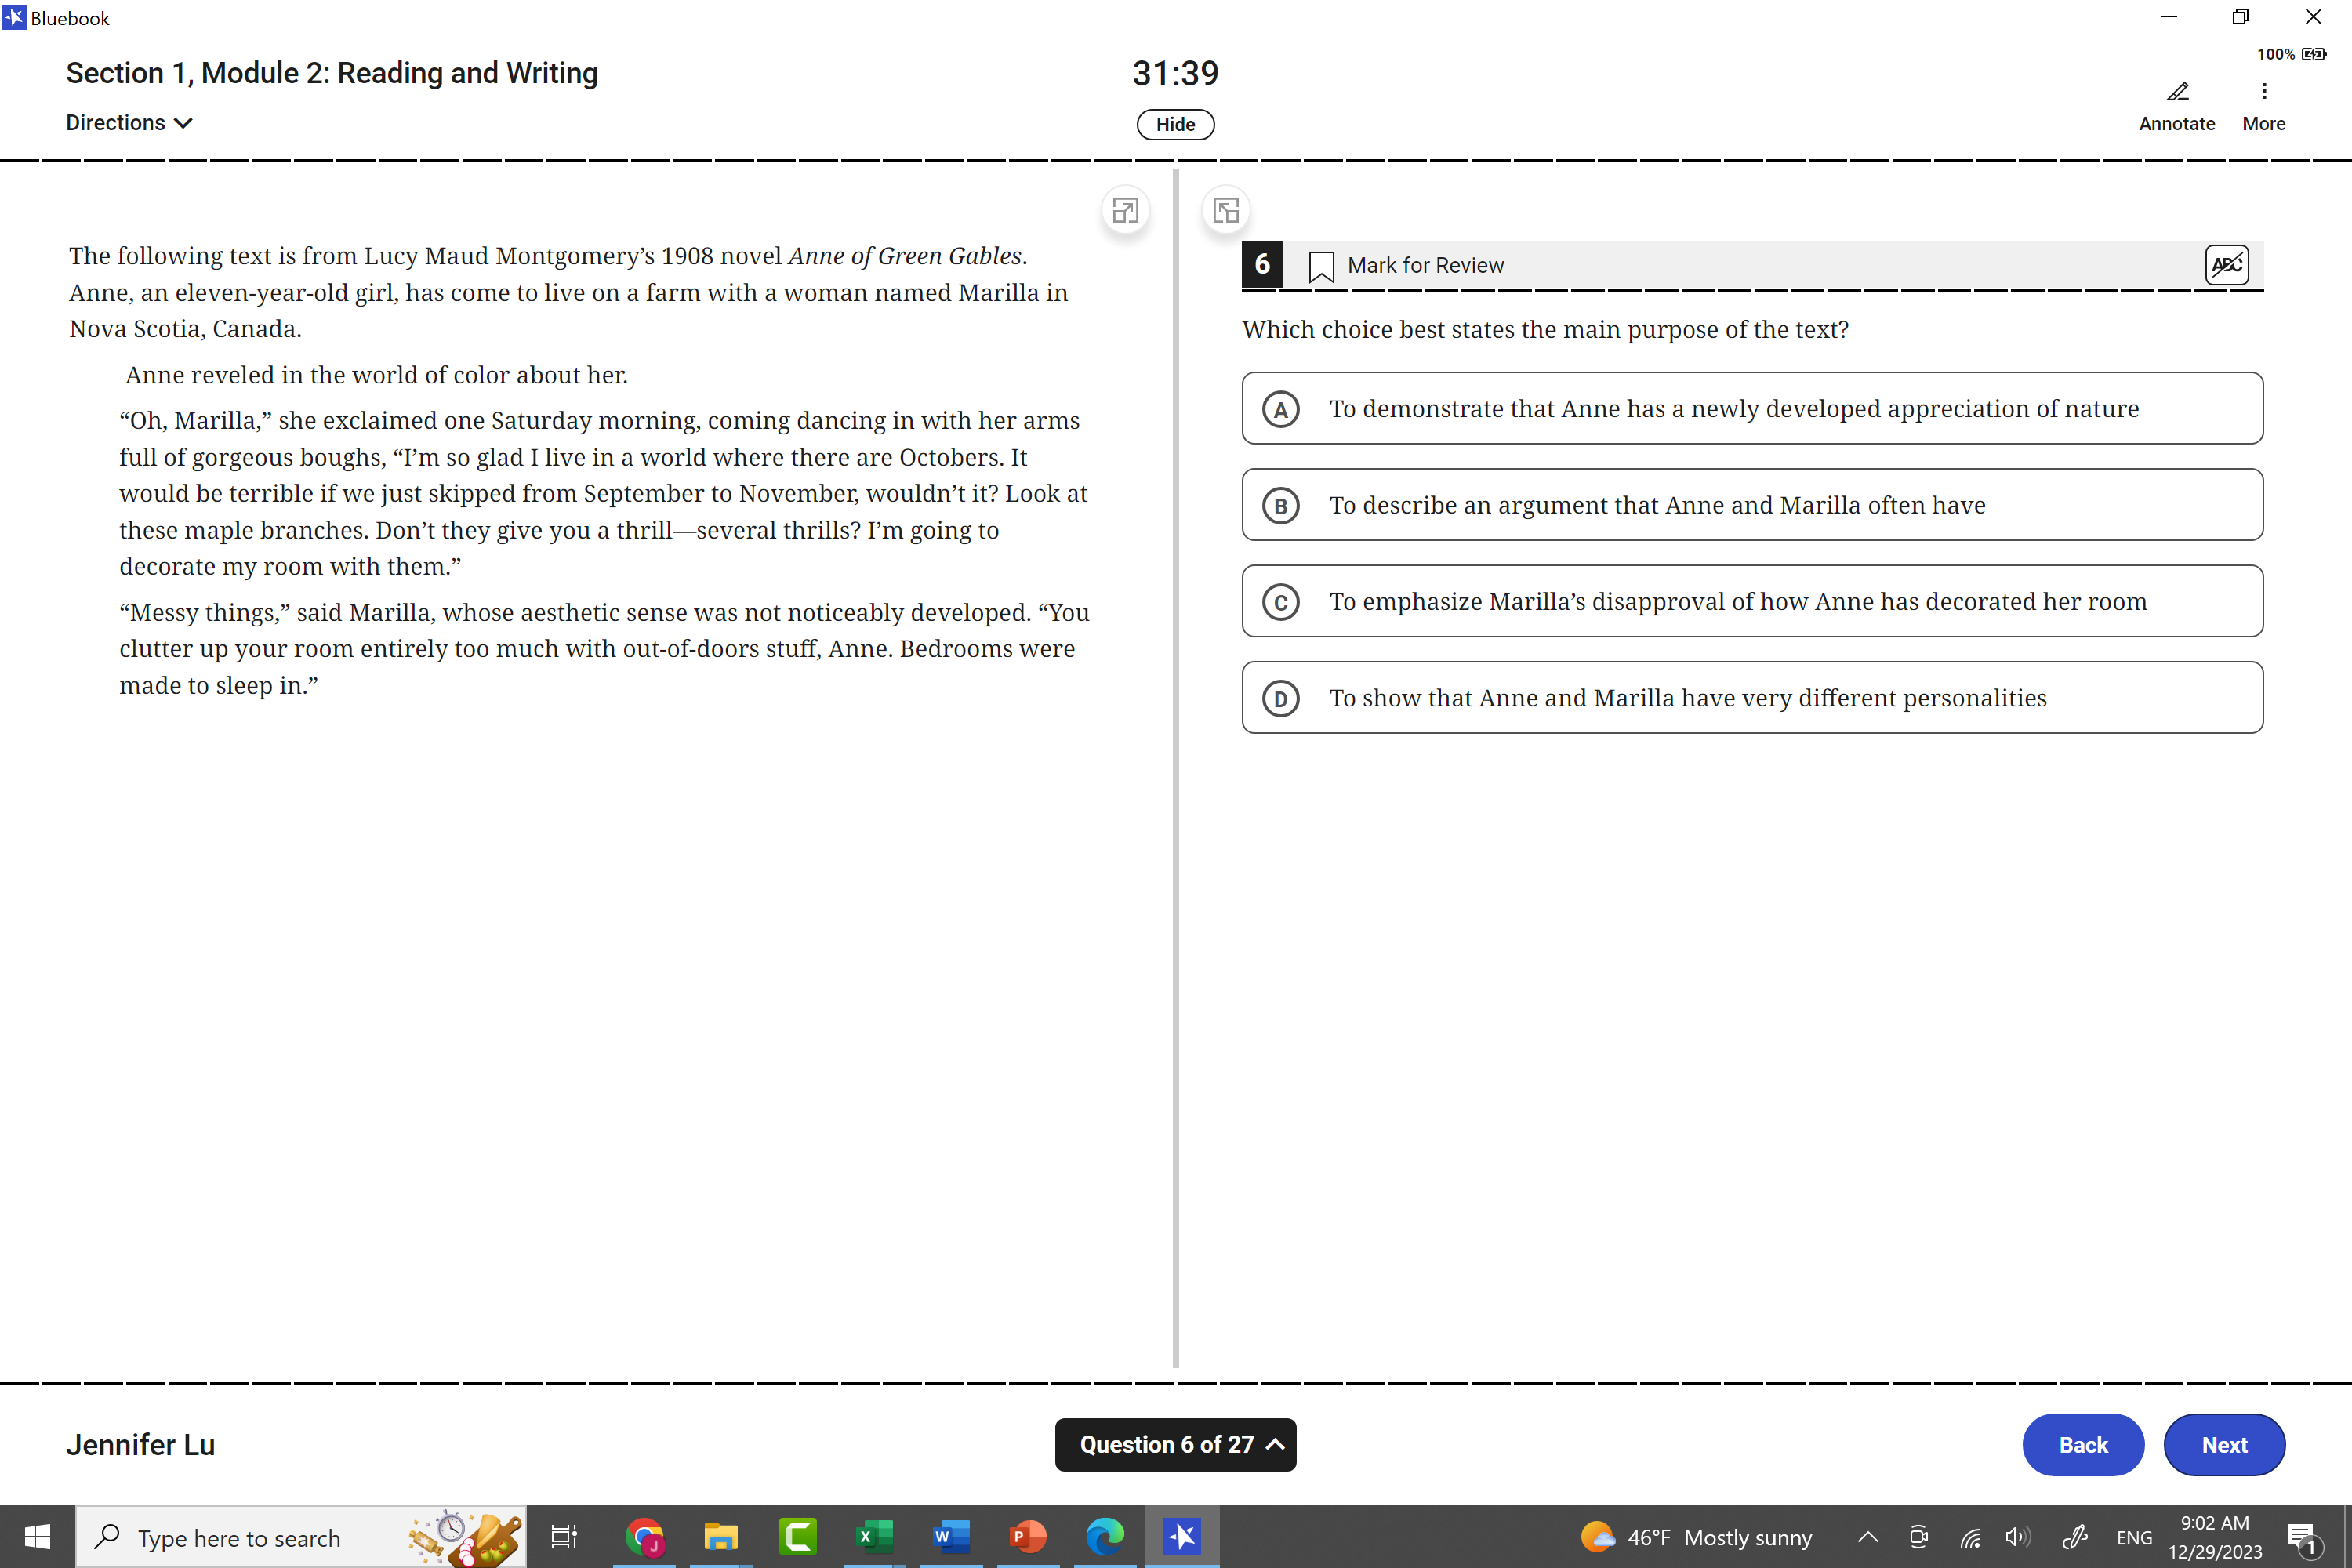 Bluebook
100%
Section 1, Module 2: Reading and Writing
31:39
Directions
Hide
Annotate
More
The following text is from Lucy Maud Montgomery’s 1908 novel Anne of Green Gables.
Anne, an eleven-year-old girl, has come to live on a farm with a woman named Marilla in
Nova Scotia, Canada.
Anne reveled in the world of color about her.
“Oh, Marilla,” she exclaimed one Saturday morning, coming dancing in with her arms
full of gorgeous boughs, “I’m so glad I live in a world where there are Octobers. It
would be terrible if we just skipped from September to November, wouldn’t it? Look at
these maple branches. Don’t they give you a thrill—several thrills? I’m going to
decorate my room with them.”
“Messy things,” said Marilla, whose aesthetic sense was not noticeably developed. “You
clutter up your room entirely too much with out-of-doors stuff, Anne. Bedrooms were
made to sleep in.”
6
Mark for Review
ABC
Which choice best states the main purpose of the text?
A To demonstrate that Anne has a newly developed appreciation of nature
B To describe an argument that Anne and Marilla often have
C To emphasize Marilla’s disapproval of how Anne has decorated her room
D To show that Anne and Marilla have very different personalities
Jennifer Lu
Question 6 of 27
Back
Next
Type here to search
J
X
W
P
46°F Mostly sunny
ENG
9:02 AM
12/29/2023
1